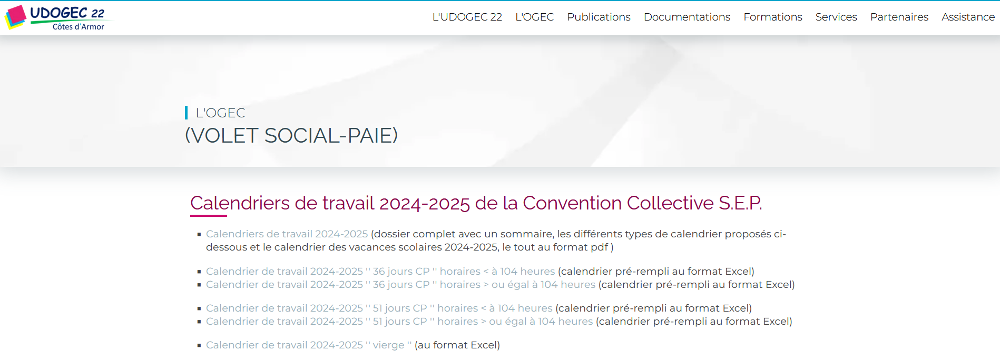 UDOGEC 22
Côtes d'Armor
L'UDOGEC 22 L'OGEC Publications Documentations Formations Services Partenaires Assistance
L'OGEC
(VOLET SOCIAL-PAIE)
Calendriers de travail 2024-2025 de la Convention Collective S.E.P.
Calendriers de travail 2024-2025 (dossier complet avec un sommaire, les différents types de calendrier proposés ci-
dessous et le calendrier des vacances scolaires 2024-2025, le tout au format pdf )
Calendrier de travail 2024-2025 '' 36 jours CP '' horaires < à 104 heures (calendrier pré-rempli au format Excel)
Calendrier de travail 2024-2025 '' 36 jours CP '' horaires > ou égal à 104 heures (calendrier pré-rempli au format Excel)
Calendrier de travail 2024-2025 '' 51 jours CP '' horaires < à 104 heures (calendrier pré-rempli au format Excel)
Calendrier de travail 2024-2025 '' 51 jours CP '' horaires > ou égal à 104 heures (calendrier pré-rempli au format Excel)
Calendrier de travail 2024-2025 '' vierge '' (au format Excel)